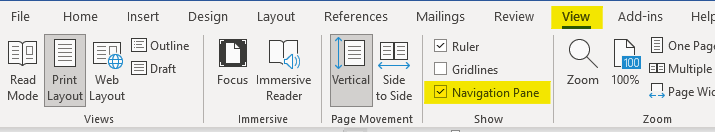 File Home Insert Design Layout References Mailings Review View Add-ins Help
Read Mode
Print Layout
Web Layout
Outline
Draft
Views
Focus
Immersive Reader
Immersive
Vertical
Side to Side
Page Movement
Ruler
Gridlines
Navigation Pane
Show
Zoom
100
100%
One Page
Multiple
Page Wid
Zoom